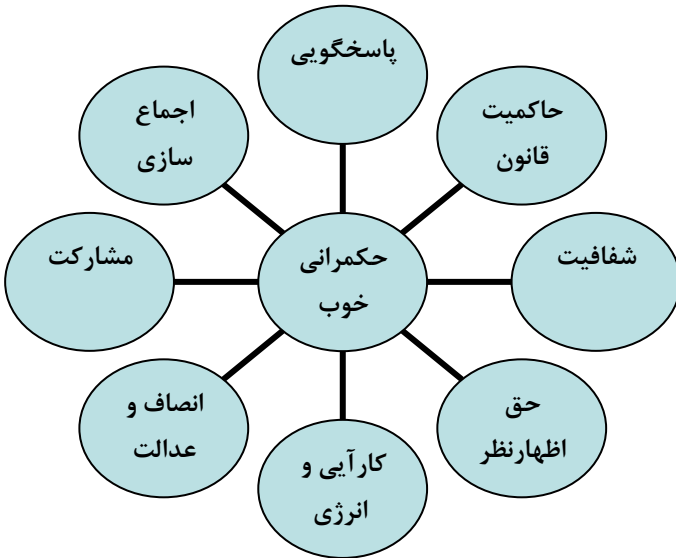 پاسخگویی
حاکمیت
قانون
شفافیت
حق
اظهارنظر
کارآیی و
انرژی
انصاف و
عدالت
مشارکت
اجماع
سازی
حکمرانی
خوب